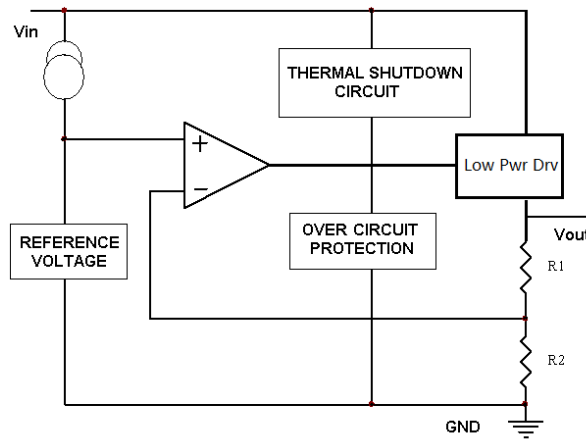 Vin
THERMAL SHUTDOWN
CIRCUIT
+
−
Low Pwr Drv
REFERENCE
VOLTAGE
OVER CIRCUIT
PROTECTION
Vout
R1
R2
GND